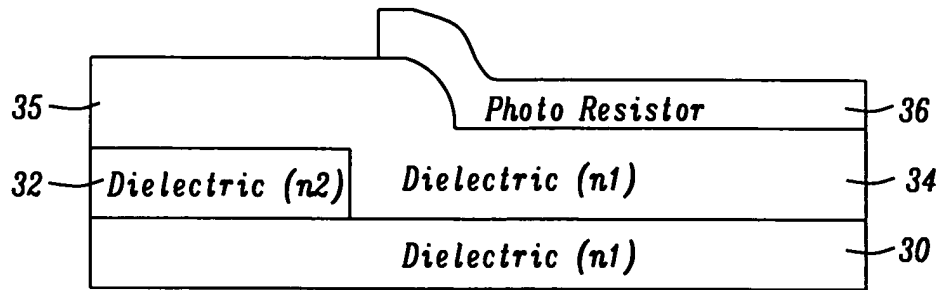 35
Photo Resistor
36
32
Dielectric (n2)
Dielectric (n1)
34
Dielectric (n1)
30